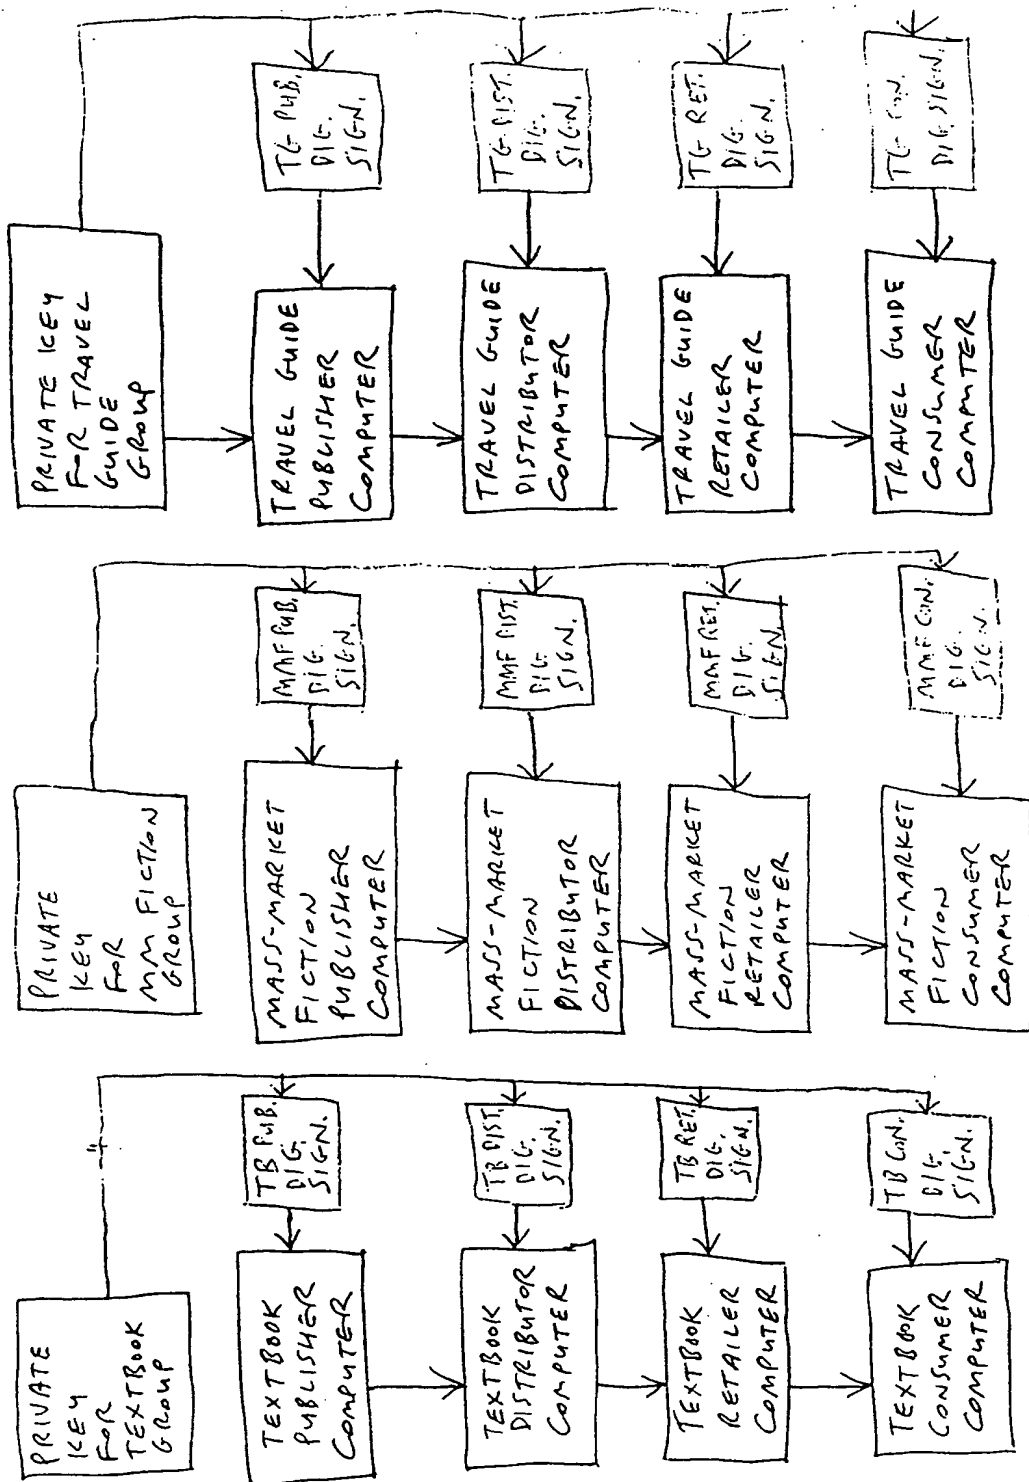 PRIVATE
KEY
FOR
TEXTBOOK
GROUP
TB PUB.
DIG.
SIGN.
TEXTBOOK
PUBLISHER
COMPUTER
TB DIST.
DIG.
SIGN.
TEXTBOOK
DISTRIBUTOR
COMPUTER
TB RET.
DIG.
SIGN.
TEXTBOOK
RETAILER
COMPUTER
TB CON.
DIG.
SIGN.
TEXTBOOK
CONSUMER
COMPUTER
PRIVATE
KEY
FOR
MM FICTION
GROUP
MMF PUB.
DIG.
SIGN.
MASS-MARKET
FICTION
PUBLISHER
COMPUTER
MMF DIST.
DIG.
SIGN.
MASS-MARKET
FICTION
DISTRIBUTOR
COMPUTER
MMF RET.
DIG.
SIGN.
MASS-MARKET
FICTION
RETAILER
COMPUTER
MMF CON.
DIG.
SIGN.
MASS-MARKET
FICTION
CONSUMER
COMPUTER
PRIVATE KEY
FOR TRAVEL
GUIDE
GROUP
TG PUB.
DIG.
SIGN.
TRAVEL GUIDE
PUBLISHER
COMPUTER
TG DIST.
DIG.
SIGN.
TRAVEL GUIDE
DISTRIBUTOR
COMPUTER
TG RET.
DIG.
SIGN.
TRAVEL GUIDE
RETAILER
COMPUTER
TG CON.
DIG. SIGN.
TRAVEL GUIDE
CONSUMER
COMPUTER